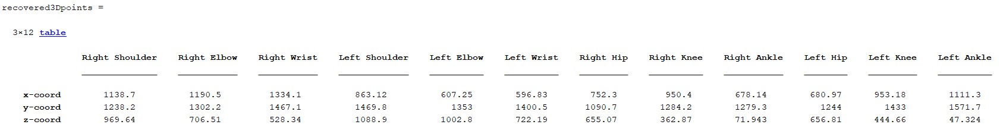 recovered3Dpoints =
3×12 table
Right Shoulder Right Elbow Right Wrist Left Shoulder Left Elbow Left Wrist Right Hip Right Knee Right Ankle Left Hip Left Knee Left Ankle
x-coord 1138.7 1190.5 1334.1 863.12 607.25 596.83 752.3 950.4 678.14 680.97 953.18 1111.3
y-coord 1238.2 1302.2 1467.1 1469.8 1353 1400.5 1090.7 1284.2 1279.3 1244 1433 1571.7
z-coord 969.64 706.51 528.34 1088.9 1002.8 722.19 655.07 362.87 71.943 656.81 444.66 47.324